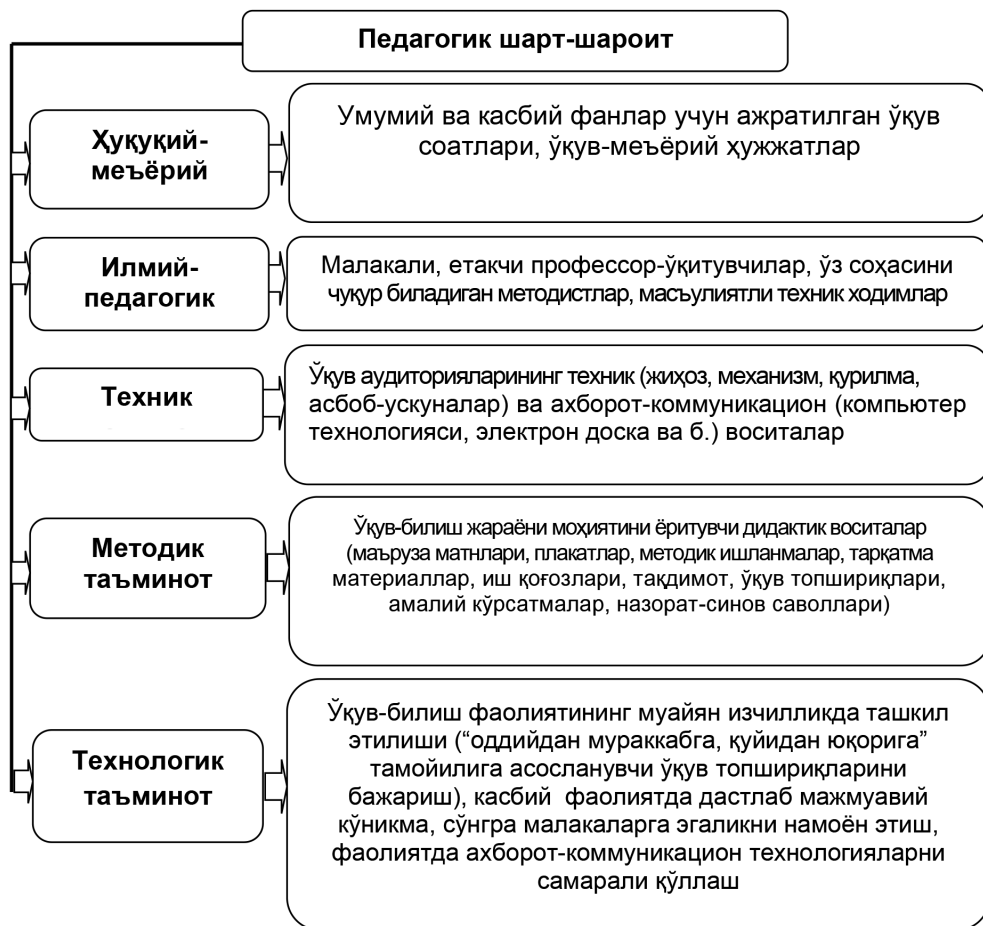 Педагогик шарт-шароит
Ҳуқуқий-
меъёрий
Умумий ва касбий фанлар учун ажратилган ўқув
соатлари, ўқув-меъёрий ҳужжатлар
Илмий-
педагогик
Малакали, етакчи профессор-ўқитувчилар, ўз соҳасини
чуқур биладиган методистлар, масъулиятли техник ходимлар
Техник
Ўқув аудиторияларининг техник (жиҳоз, механизм, қурилма,
асбоб-ускуналар) ва ахборот-коммуникацион (компьютер
технологияси, электрон доска ва б.) воситалар
Методик
таъминот
Ўқув-билиш жараёни моҳиятини ёритувчи дидактик воситалар
(маъруза матнлари, плакатлар, методик ишланмалар, тарқатма
материаллар, иш қоғозлари, тақдимот, ўқув топшириқлари,
амалий кўрсатмалар, назорат-синов саволлари)
Технологик
таъминот
Ўқув-билиш фаолиятининг муайян изчилликда ташкил
этилиши (“оддийдан мураккабга, қуйидан юқорига”
тамойилига асосланувчи ўқув топшириқларини
бажариш), касбий фаолиятда дастлаб мажмуавий
кўникма, сўнгра малакаларга эгаликни намоён этиш,
фаолиятда ахборот-коммуникацион технологияларни
самарали қўллаш